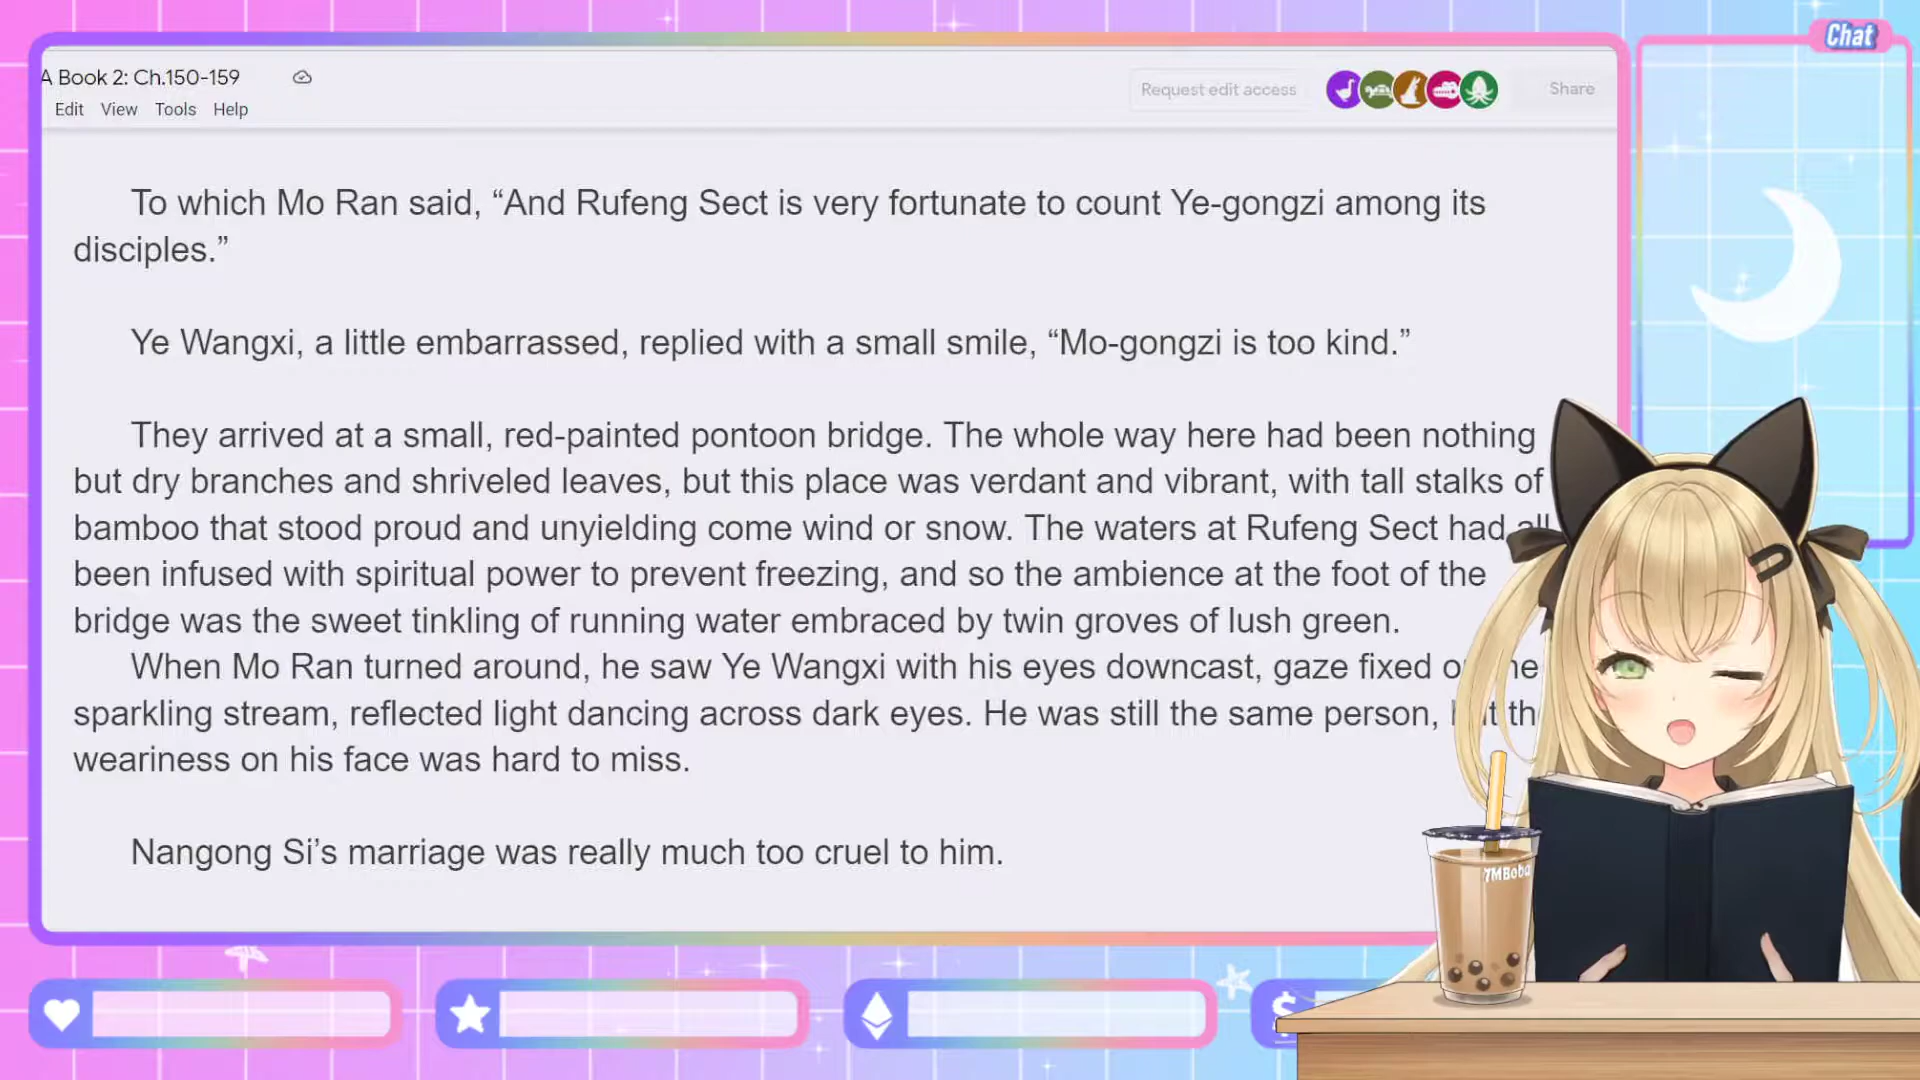 Chat
A Book 2: Ch.150-159
Request edit access
Share
Edit View Tools Help
To which Mo Ran said, “And Rufeng Sect is very fortunate to count Ye-gongzi among its
disciples.”
Ye Wangxi, a little embarrassed, replied with a small smile, “Mo-gongzi is too kind.”
They arrived at a small, red-painted pontoon bridge. The whole way here had been nothing
but dry branches and shriveled leaves, but this place was verdant and vibrant, with tall stalks of
bamboo that stood proud and unyielding come wind or snow. The waters at Rufeng Sect had all
been infused with spiritual power to prevent freezing, and so the ambience at the foot of the
bridge was the sweet tinkling of running water embraced by twin groves of lush green.
When Mo Ran turned around, he saw Ye Wangxi with his eyes downcast, gaze fixed
sparkling stream, reflected light dancing across dark eyes. He was still the same person,
weariness on his face was hard to miss.
Nangong Si’s marriage was really much too cruel to him.
7MBoba